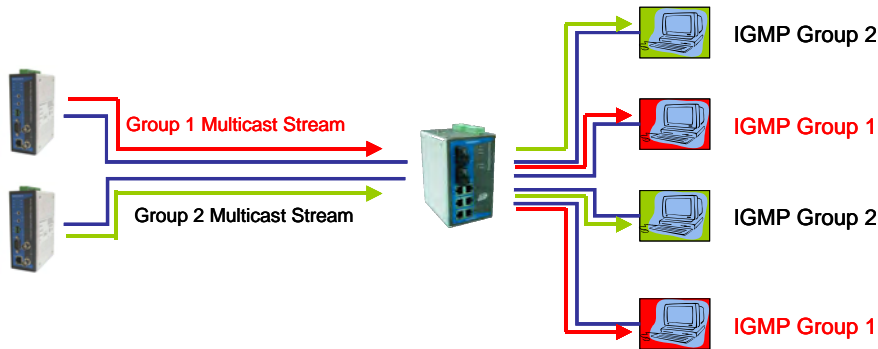 IGMP Group 2
Group 1 Multicast Stream
IGMP Group 1
Group 2 Multicast Stream
IGMP Group 2
IGMP Group 1